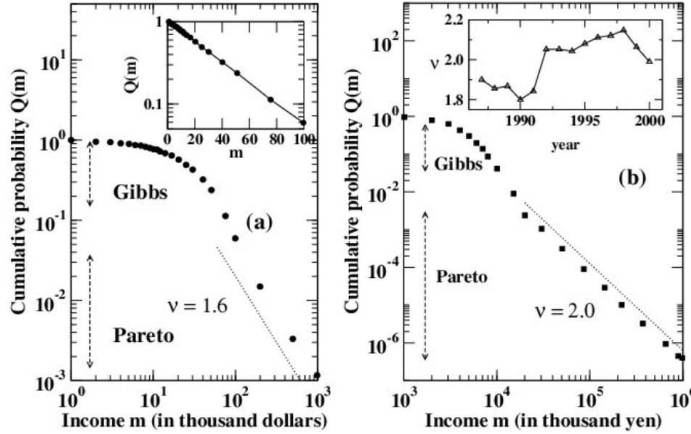 Cumulative probability Q(m)
10^1
10^0
10^-1
10^-2
10^-3
(a)
Gibbs
Pareto
ν = 1.6
10^0 10^1 10^2 10^3
Income m (in thousand dollars)
Q(m)
1
0.1
0 20 40 60 80 100
m
Cumulative probability Q(m)
10^2
10^0
10^-2
10^-4
10^-6
(b)
Gibbs
Pareto
ν = 2.0
10^3 10^4 10^5 10^6
Income m (in thousand yen)
ν
2.2
2.0
1.8
1990 1995 2000
year